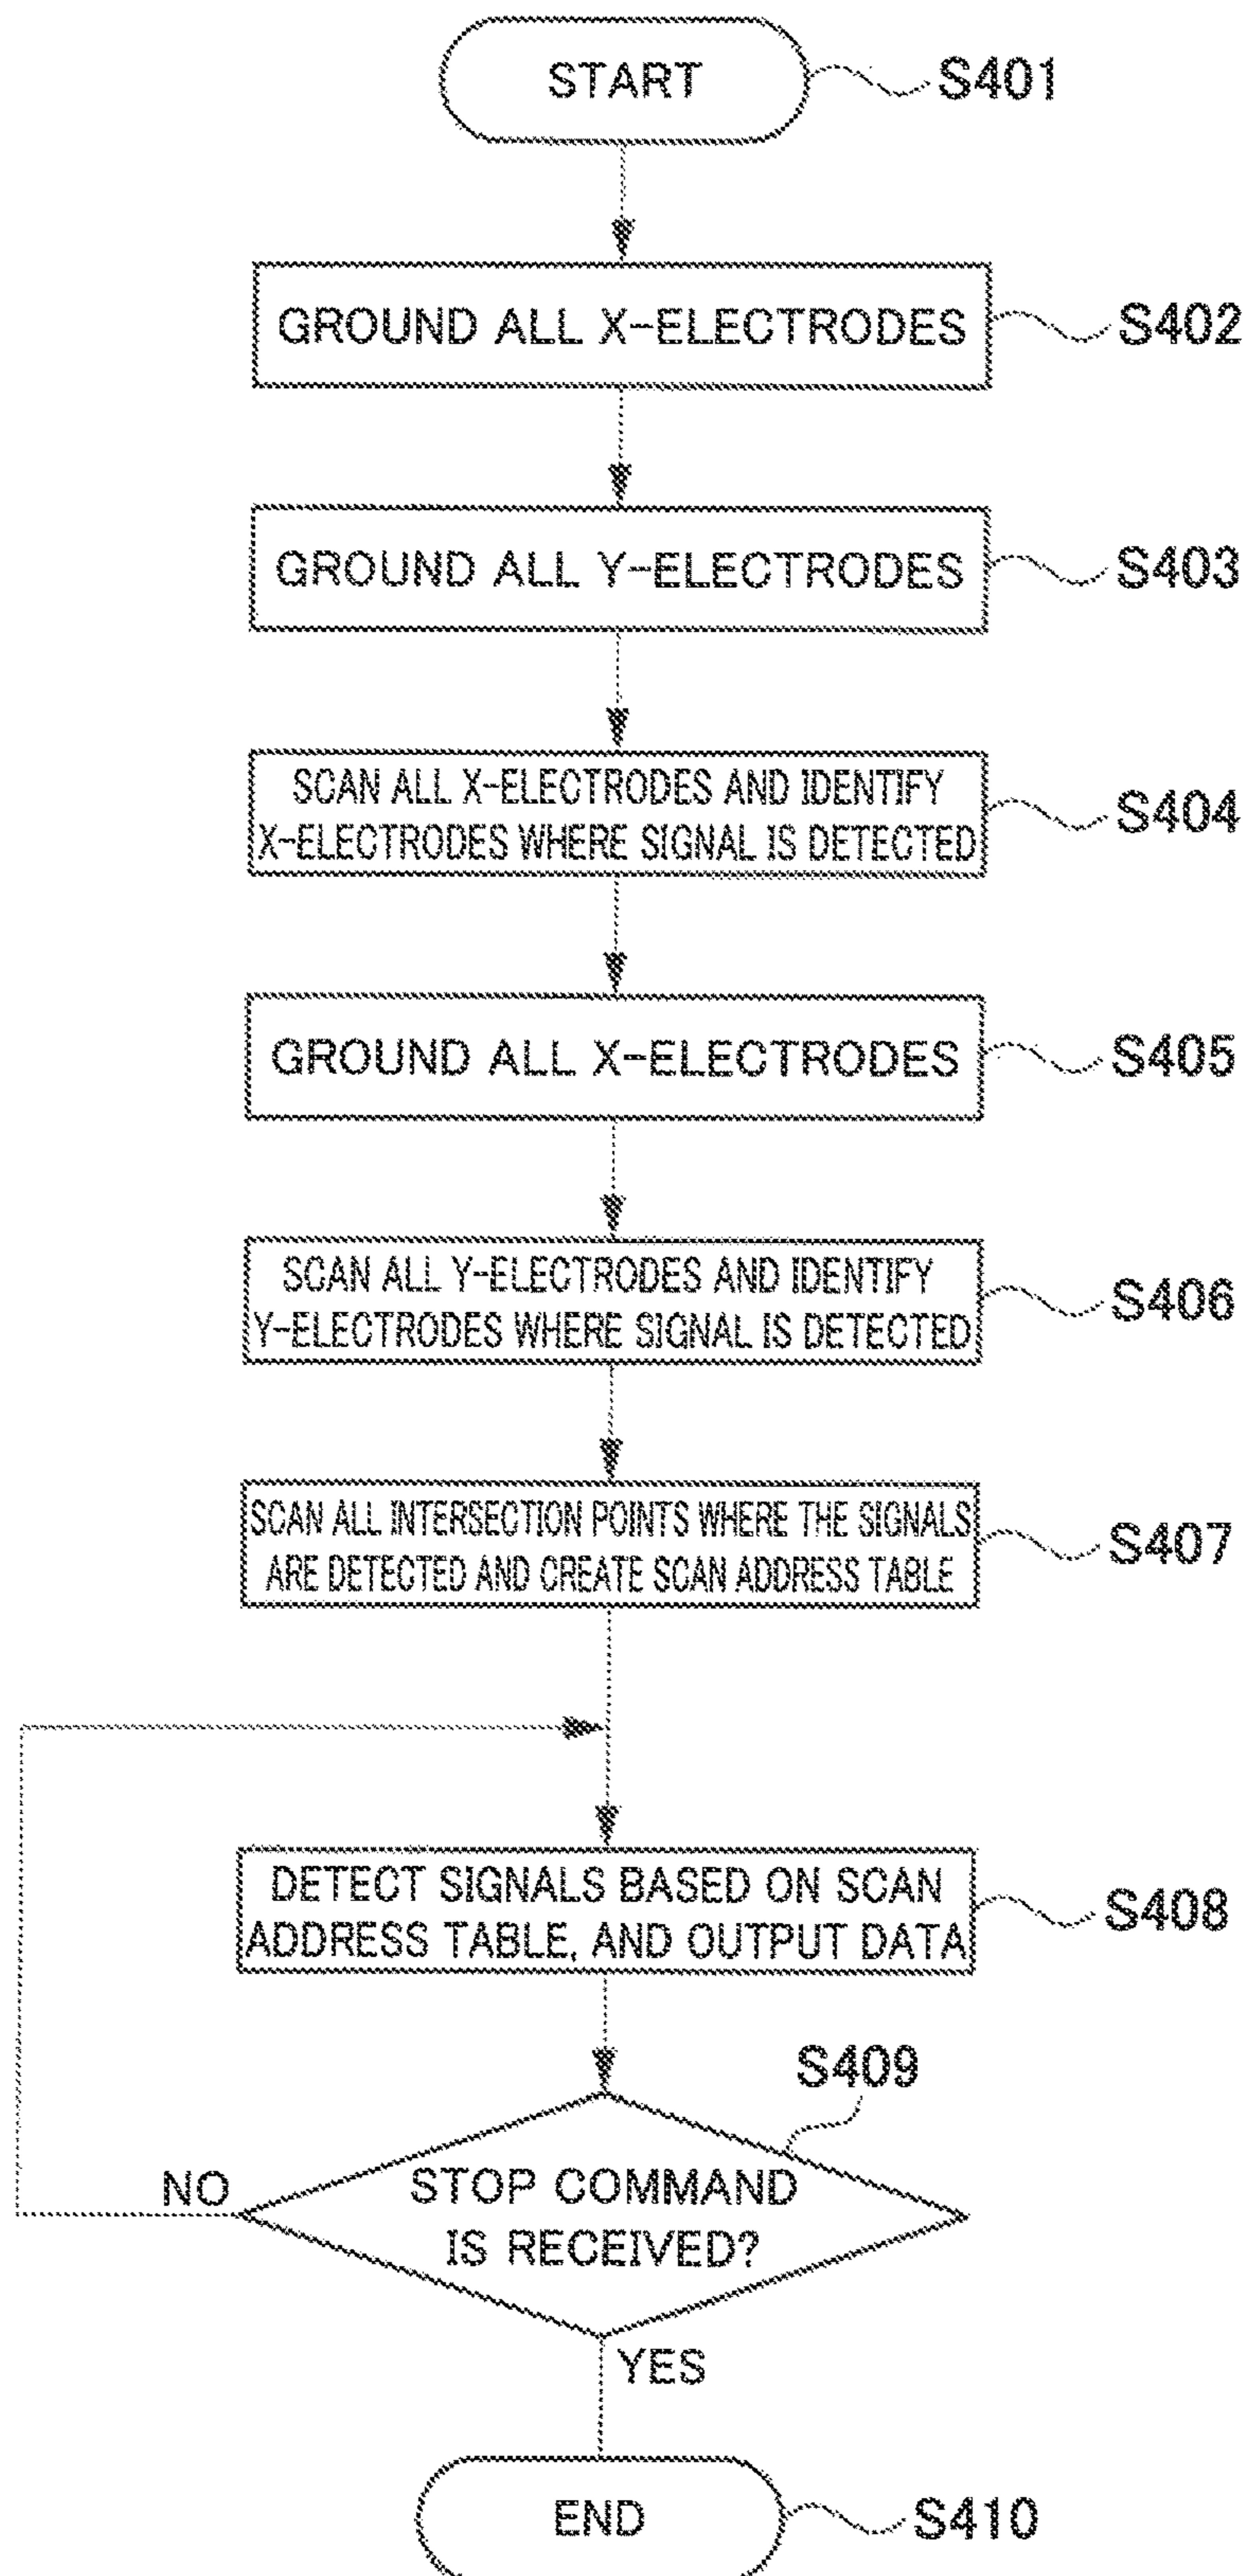 START
S401
GROUND ALL X-ELECTRODES
S402
GROUND ALL Y-ELECTRODES
S403
SCAN ALL X-ELECTRODES AND IDENTIFY
X-ELECTRODES WHERE SIGNAL IS DETECTED
S404
GROUND ALL X-ELECTRODES
S405
SCAN ALL Y-ELECTRODES AND IDENTIFY
Y-ELECTRODES WHERE SIGNAL IS DETECTED
S406
SCAN ALL INTERSECTION POINTS WHERE THE SIGNALS
ARE DETECTED AND CREATE SCAN ADDRESS TABLE
S407
DETECT SIGNALS BASED ON SCAN
ADDRESS TABLE, AND OUTPUT DATA
S408
S409
NO
STOP COMMAND
IS RECEIVED?
YES
END
S410